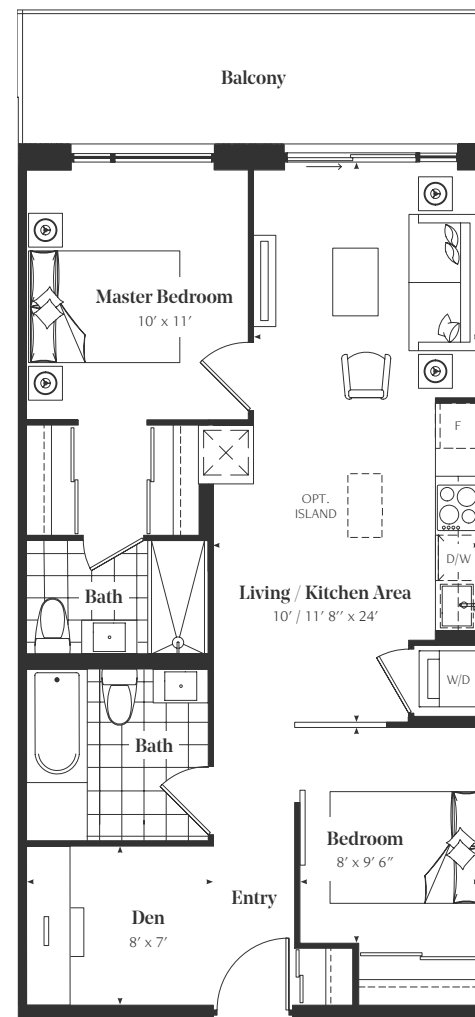 Balcony
Master Bedroom
10′ x 11′
F
OPT.
ISLAND
D/W
Bath
Living / Kitchen Area
10′ / 11′ 8″ x 24′
W/D
Bath
Bedroom
8′ x 9′ 6″
Entry
Den
8′ x 7′